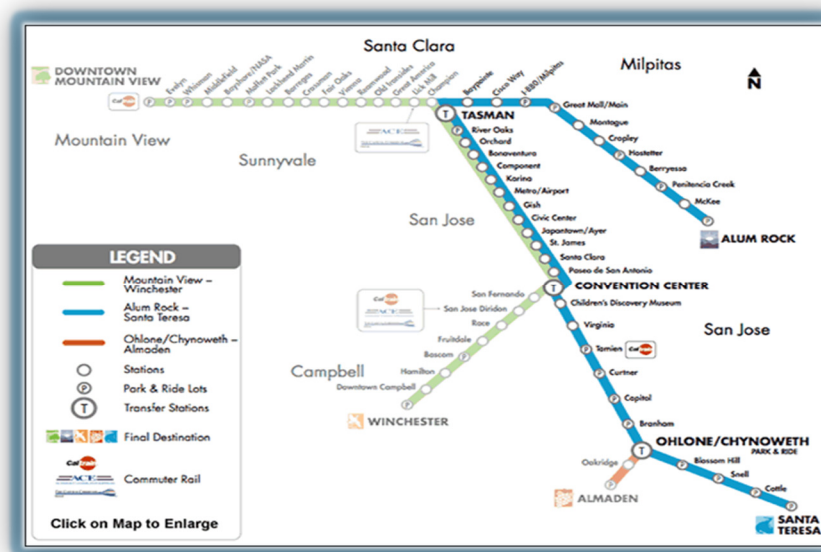 Santa Clara
Milpitas
DOWNTOWN
MOUNTAIN VIEW
Evelyn
Whisman
Middlefield
Bayshore/NASA
Moffett Park
Lockheed Martin
Borregas
Crossman
Fair Oaks
Vienna
Reamwood
Old Ironsides
Great America
Lick Mill
Champion
Baypointe
Cisco Way
I-880/Milpitas
N
Cal
Great Mall/Main
Montague
Cropley
Hostetter
Berryessa
Penitencia Creek
McKee
ALUM ROCK
T
TASMAN
ACE
River Oaks
Orchard
Bonaventura
Component
Karina
Metro/Airport
Gish
Civic Center
Japantown/Ayer
St. James
Santa Clara
Paseo de San Antonio
Mountain View
Sunnyvale
San Jose
T
CONVENTION CENTER
San Fernando
San Jose Diridon
Race
Fruitdale
Bascom
Hamilton
Downtown Campbell
WINCHESTER
Cal
ACE
Campbell
Children's Discovery Museum
San Jose
Virginia
Tamien
Cal
Curtner
Capitol
Branham
T
OHLONE/CHYNOWETH
PARK & RIDE
Oakridge
ALMADEN
Blossom Hill
Snell
Cottle
SANTA
TERESA
LEGEND
Mountain View –
Winchester
Alum Rock –
Santa Teresa
Ohlone/Chynoweth –
Almaden
Stations
P
Park & Ride Lots
T
Transfer Stations
Final Destination
Cal
ACE
Commuter Rail
Click on Map to Enlarge